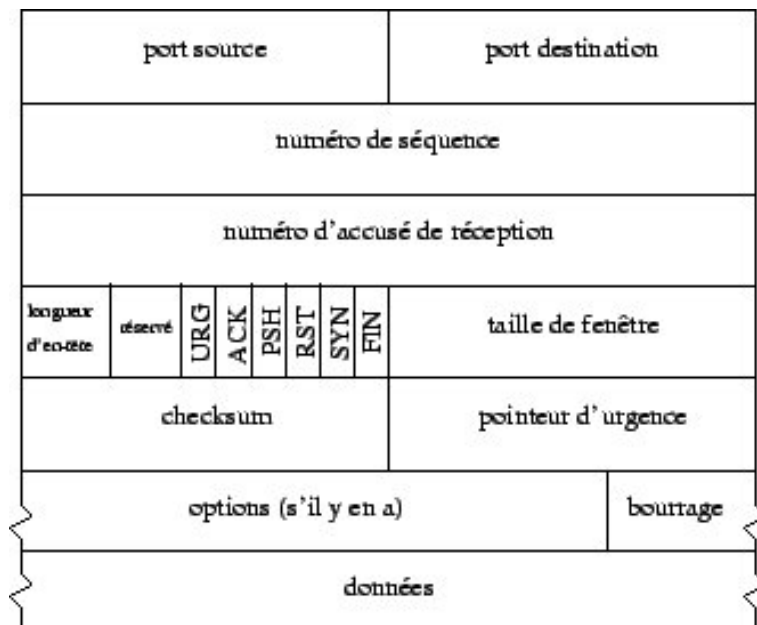 port source
port destination
numéro de séquence
numéro d'accusé de réception
longueur
d'en-tête
réservé
URG
ACK
PSH
RST
SYN
FIN
taille de fenêtre
checksum
pointeur d'urgence
options (s'il y en a)
bourrage
données